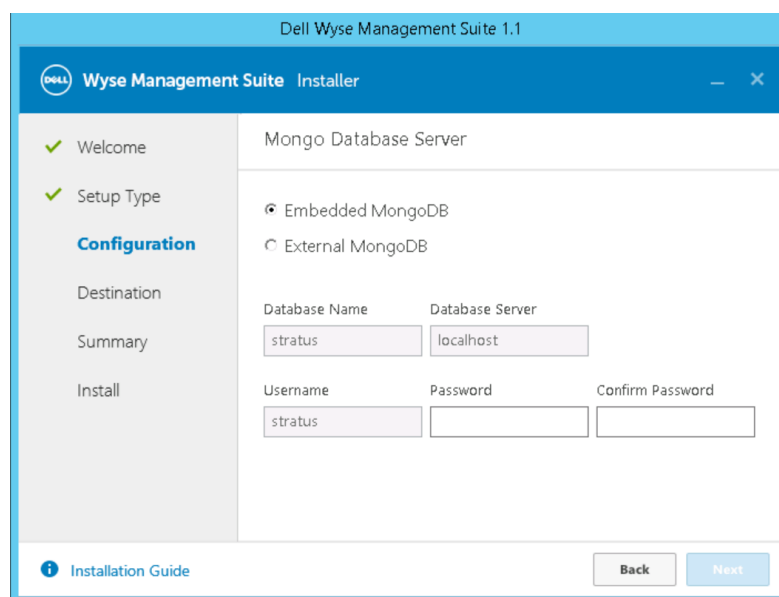 Dell Wyse Management Suite 1.1
DELL Wyse Management Suite Installer
Welcome
Setup Type
Configuration
Destination
Summary
Install
Mongo Database Server
Embedded MongoDB
External MongoDB
Database Name Database Server
stratus localhost
Username Password Confirm Password
stratus
Installation Guide
Back Next